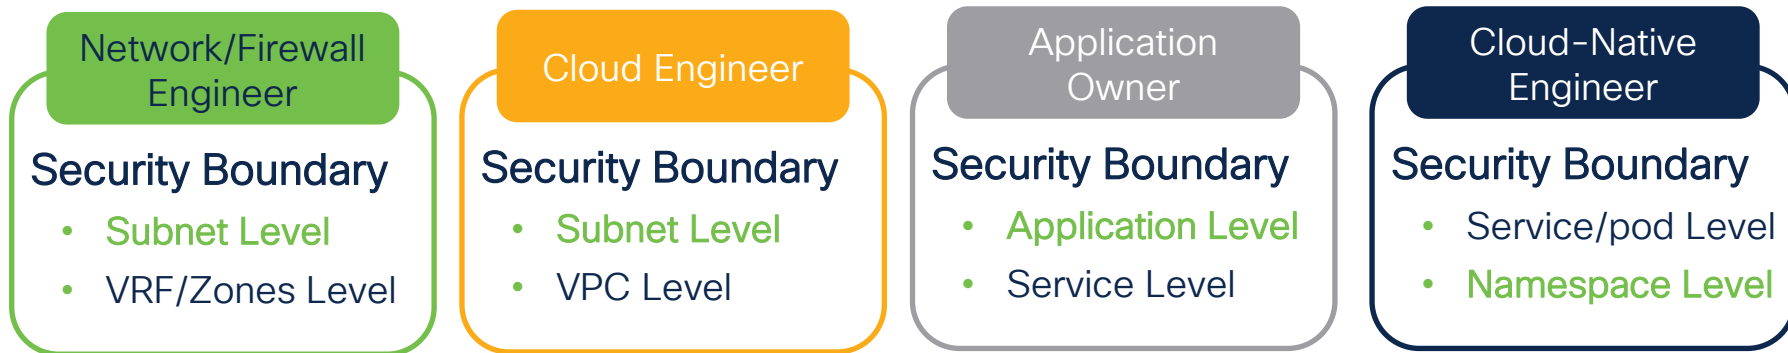 Network/Firewall
Engineer
Security Boundary
• Subnet Level
• VRF/Zones Level
Cloud Engineer
Security Boundary
• Subnet Level
• VPC Level
Application
Owner
Security Boundary
• Application Level
• Service Level
Cloud-Native
Engineer
Security Boundary
• Service/pod Level
• Namespace Level